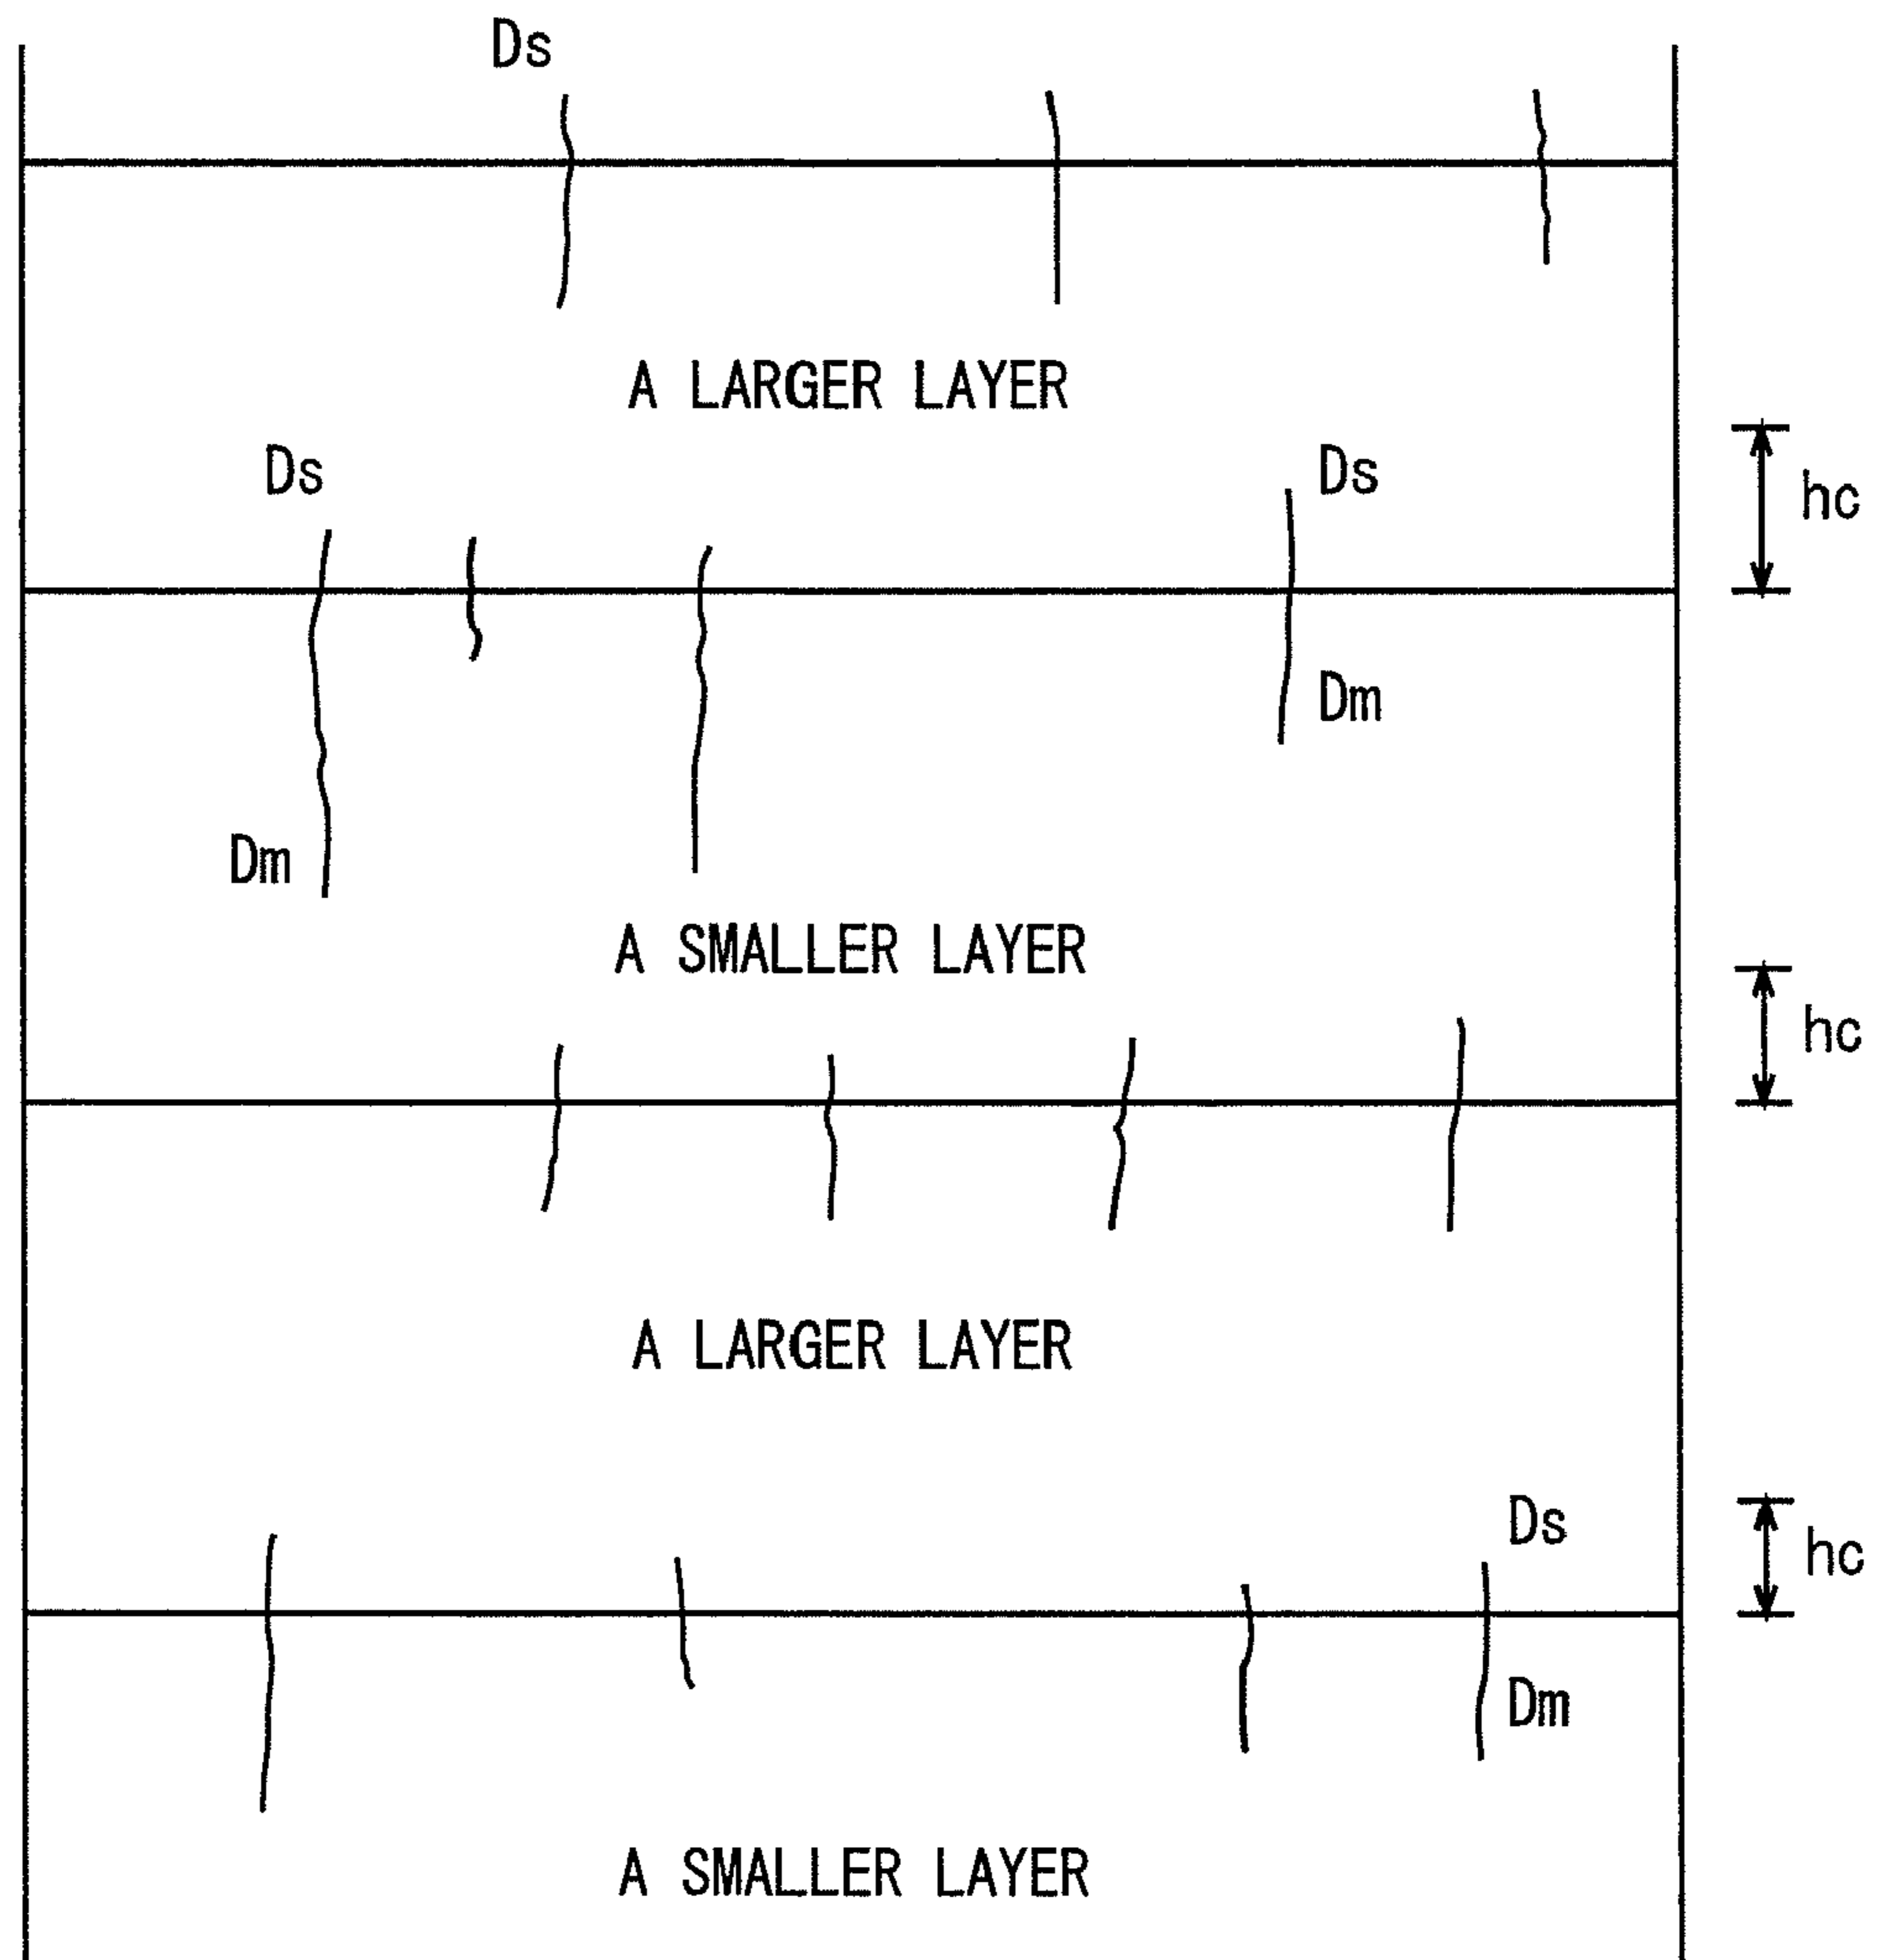 Ds
A LARGER LAYER
Ds
Ds
hc
Dm
Dm
A SMALLER LAYER
hc
A LARGER LAYER
Ds
hc
Dm
A SMALLER LAYER